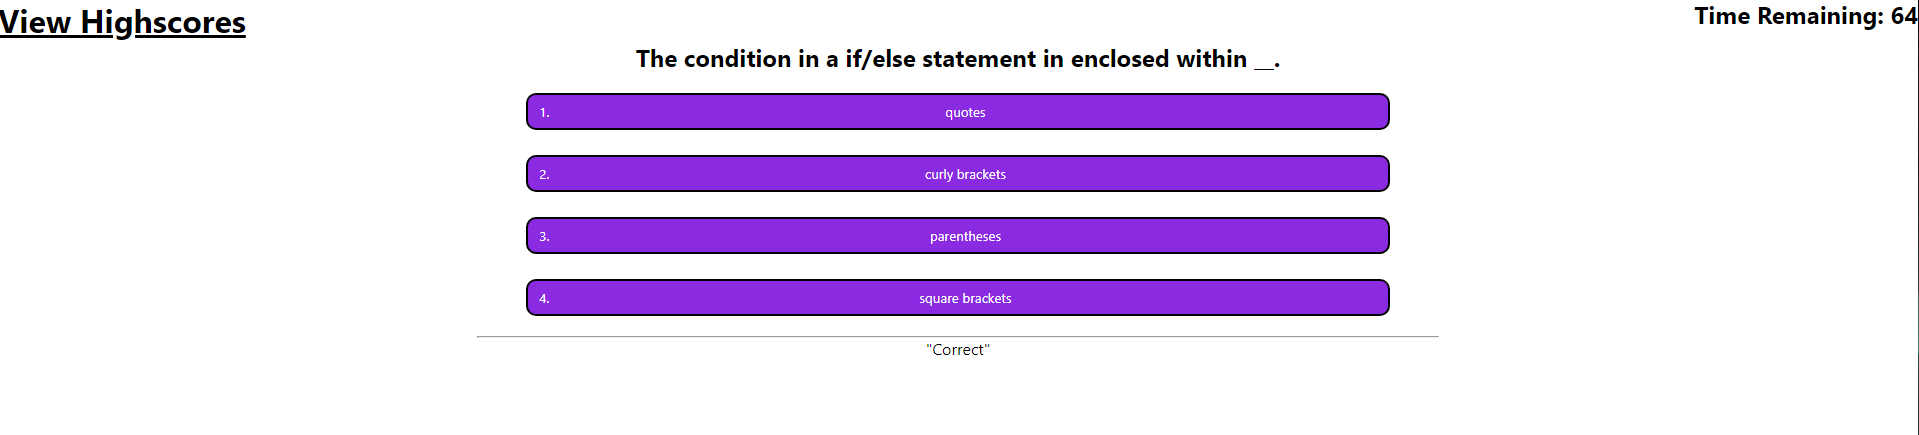 View Highscores
Time Remaining: 64
The condition in a if/else statement in enclosed within __.
1. quotes
2. curly brackets
3. parentheses
4. square brackets
"Correct"